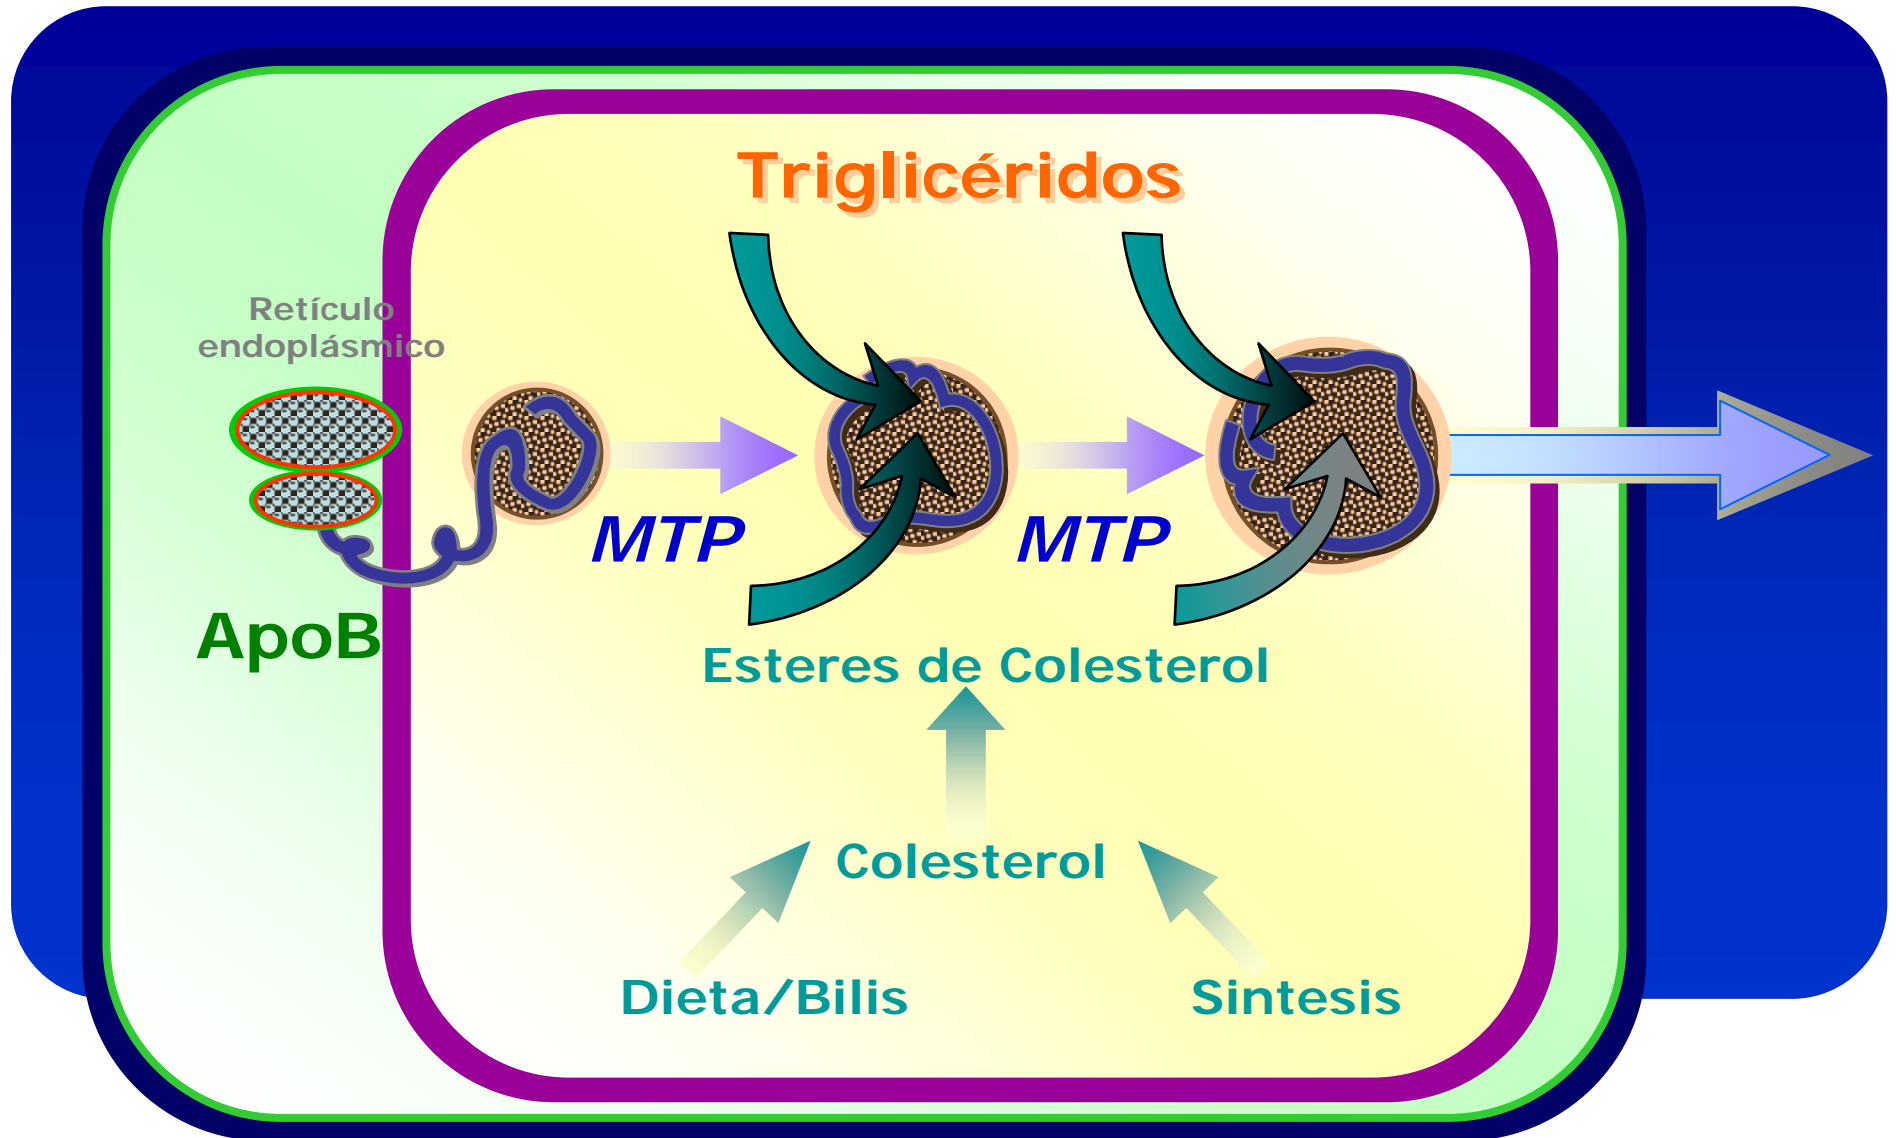 Triglicéridos
Retículo
endoplásmico
MTP
MTP
ApoB
Esteres de Colesterol
Colesterol
Dieta/Bilis
Sintesis